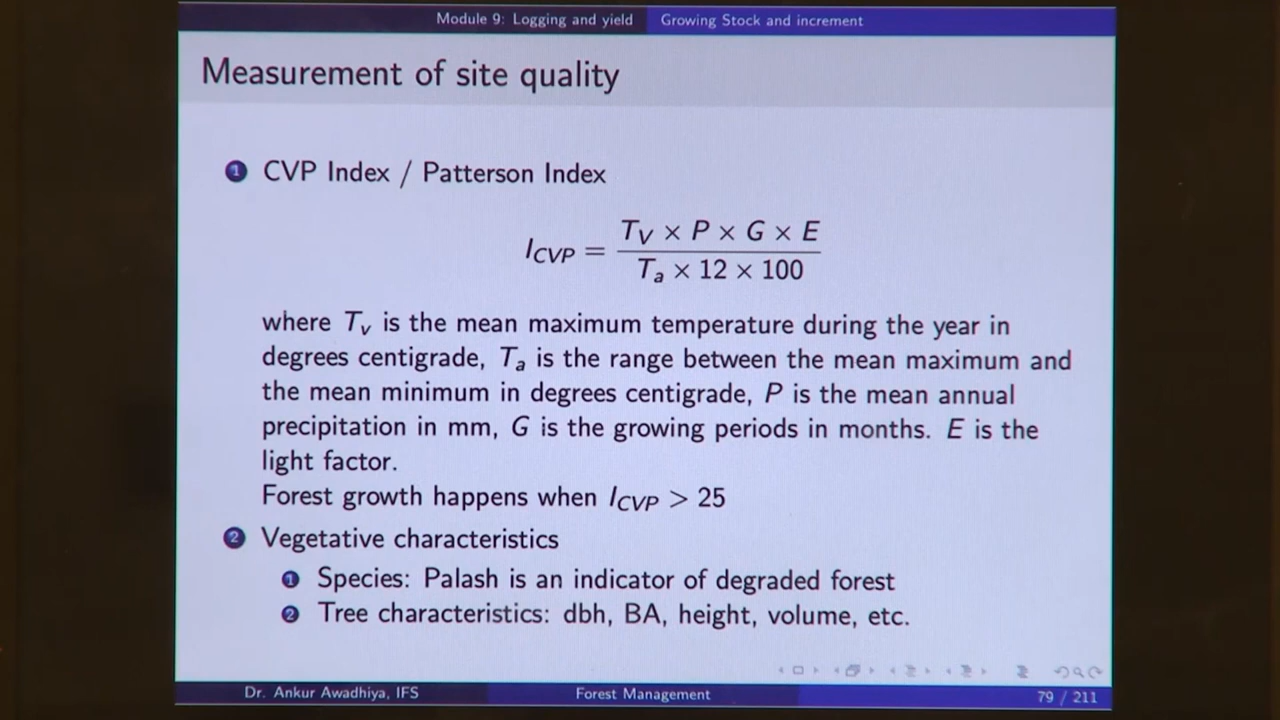 Module 9: Logging and yield Growing Stock and increment
Measurement of site quality
1 CVP Index / Patterson Index
I_CVP = (T_V × P × G × E) / (T_a × 12 × 100)
where T_v is the mean maximum temperature during the year in
degrees centigrade, T_a is the range between the mean maximum and
the mean minimum in degrees centigrade, P is the mean annual
precipitation in mm, G is the growing periods in months. E is the
light factor.
Forest growth happens when I_CVP > 25
2 Vegetative characteristics
1 Species: Palash is an indicator of degraded forest
2 Tree characteristics: dbh, BA, height, volume, etc.
Dr. Ankur Awadhiya, IFS Forest Management 79 / 211